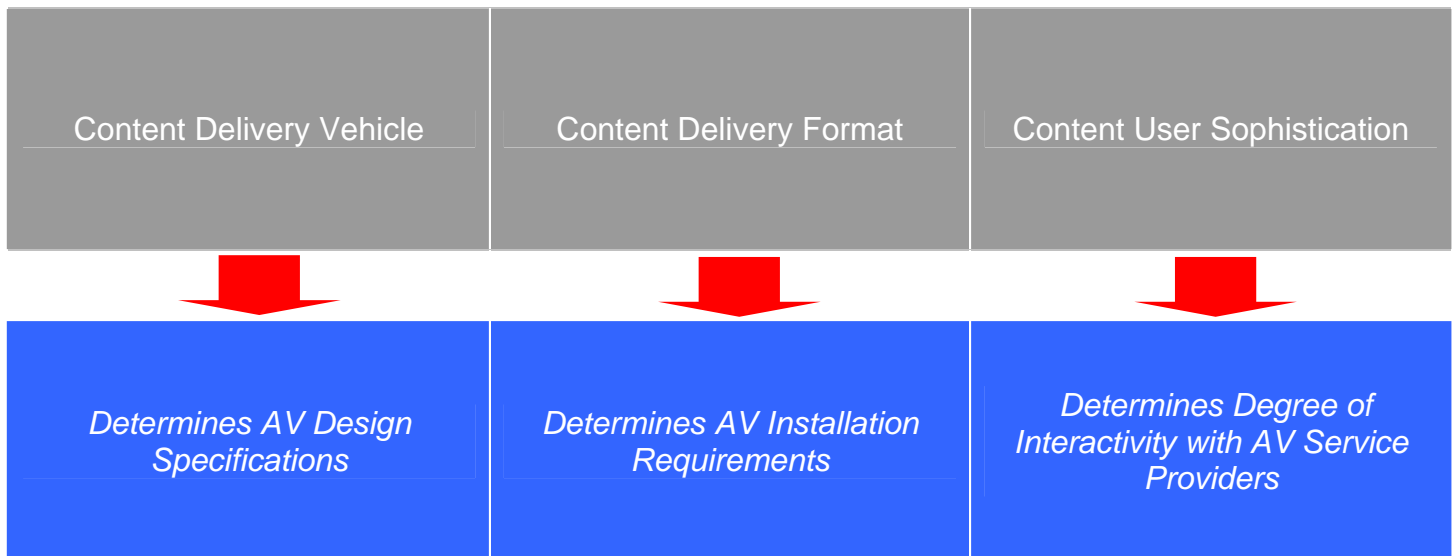 Content Delivery Vehicle
Content Delivery Format
Content User Sophistication
Determines AV Design
Specifications
Determines AV Installation
Requirements
Determines Degree of
Interactivity with AV Service
Providers